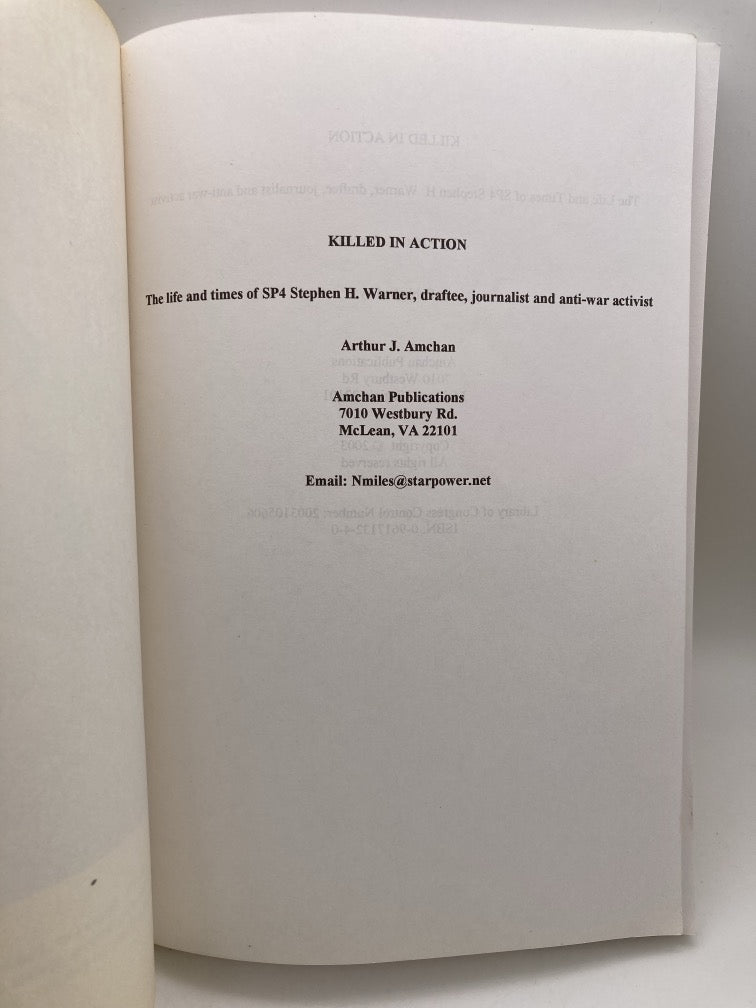 KILLED IN ACTION
The life and times of SP4 Stephen H. Warner, draftee, journalist and anti-war activist
Arthur J. Amchan
Amchan Publications
7010 Westbury Rd.
McLean, VA 22101
Email: Nmiles@starpower.net